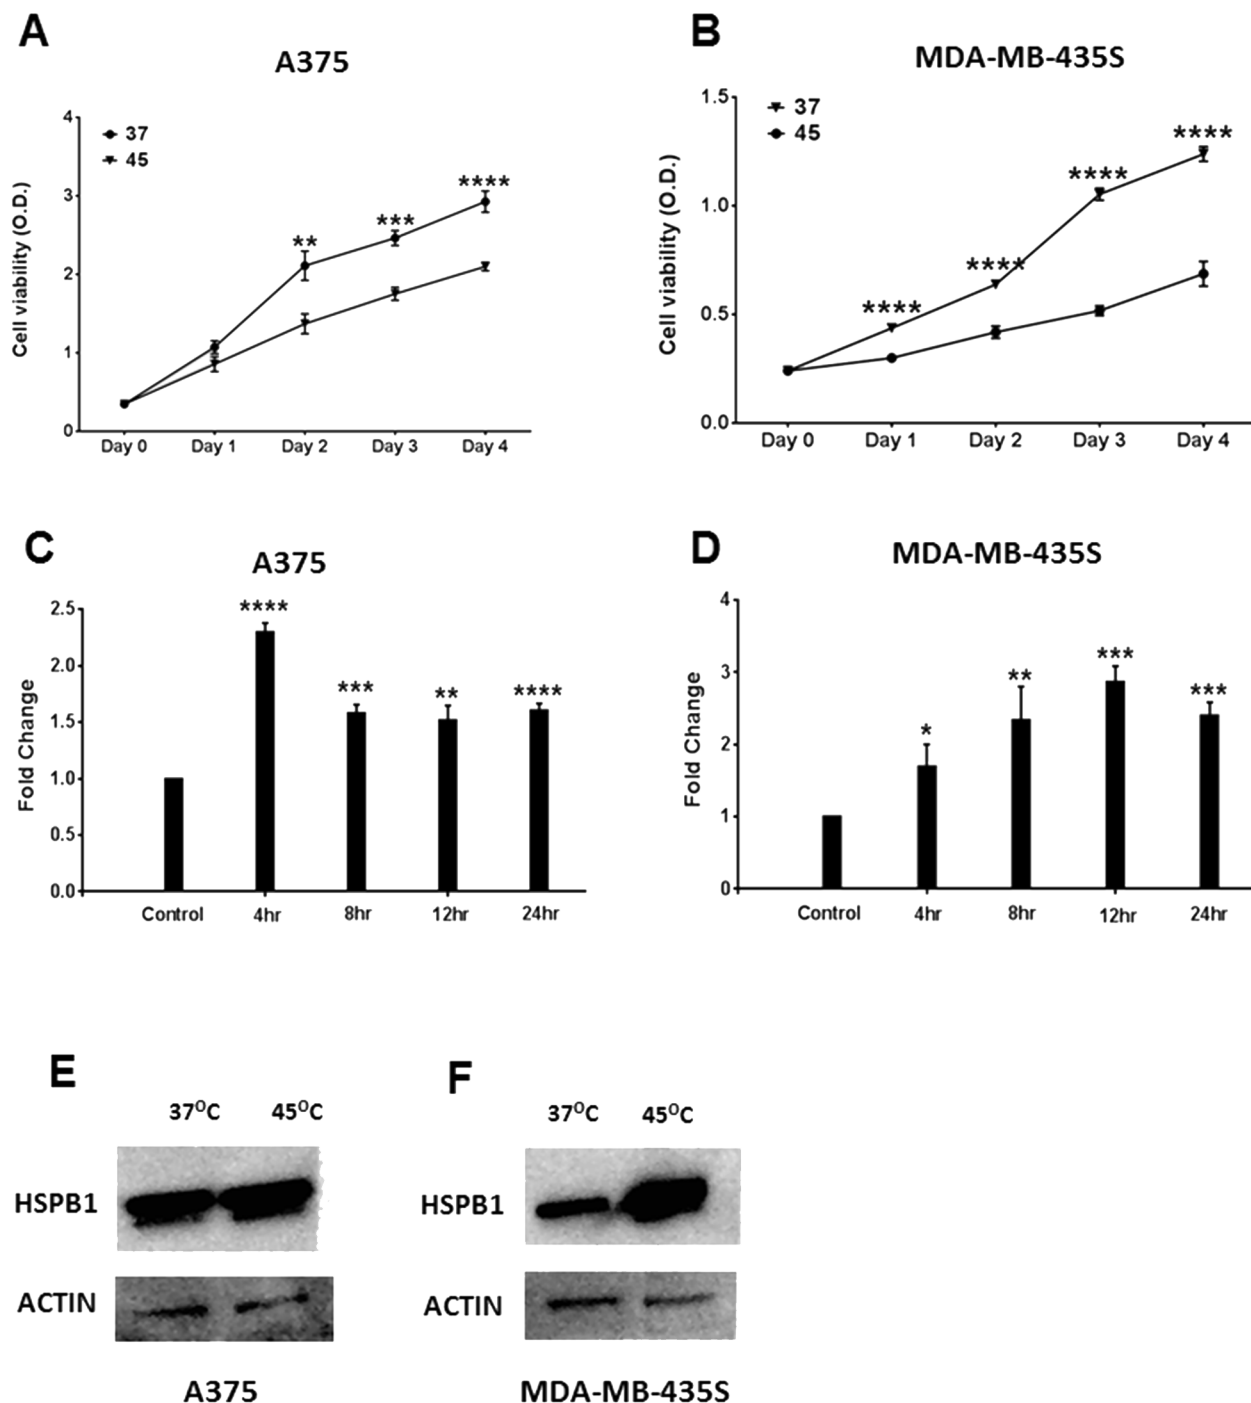 A
A375
Cell viability (O.D.)
4
3
2
1
0
37
45
**
***
****
Day 0 Day 1 Day 2 Day 3 Day 4
B
MDA-MB-435S
Cell viability (O.D.)
1.5
1.0
0.5
0.0
37
45
****
****
****
****
Day 0 Day 1 Day 2 Day 3 Day 4
C
A375
Fold Change
2.5
2.0
1.5
1.0
0.5
0.0
****
***
**
****
Control 4hr 8hr 12hr 24hr
D
MDA-MB-435S
Fold Change
4
3
2
1
0
*
**
***
***
Control 4hr 8hr 12hr 24hr
E
37⁰C 45⁰C
HSPB1
ACTIN
A375
F
37⁰C 45⁰C
HSPB1
ACTIN
MDA-MB-435S